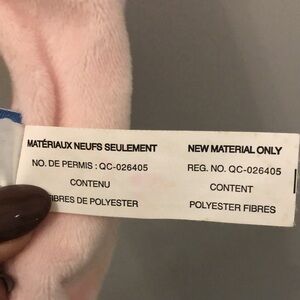 MATÉRIAUX NEUFS SEULEMENT
NO. DE PERMIS : QC-026405
CONTENU
IBRES DE POLYESTER
NEW MATERIAL ONLY
REG. NO. QC-026405
CONTENT
POLYESTER FIBRES